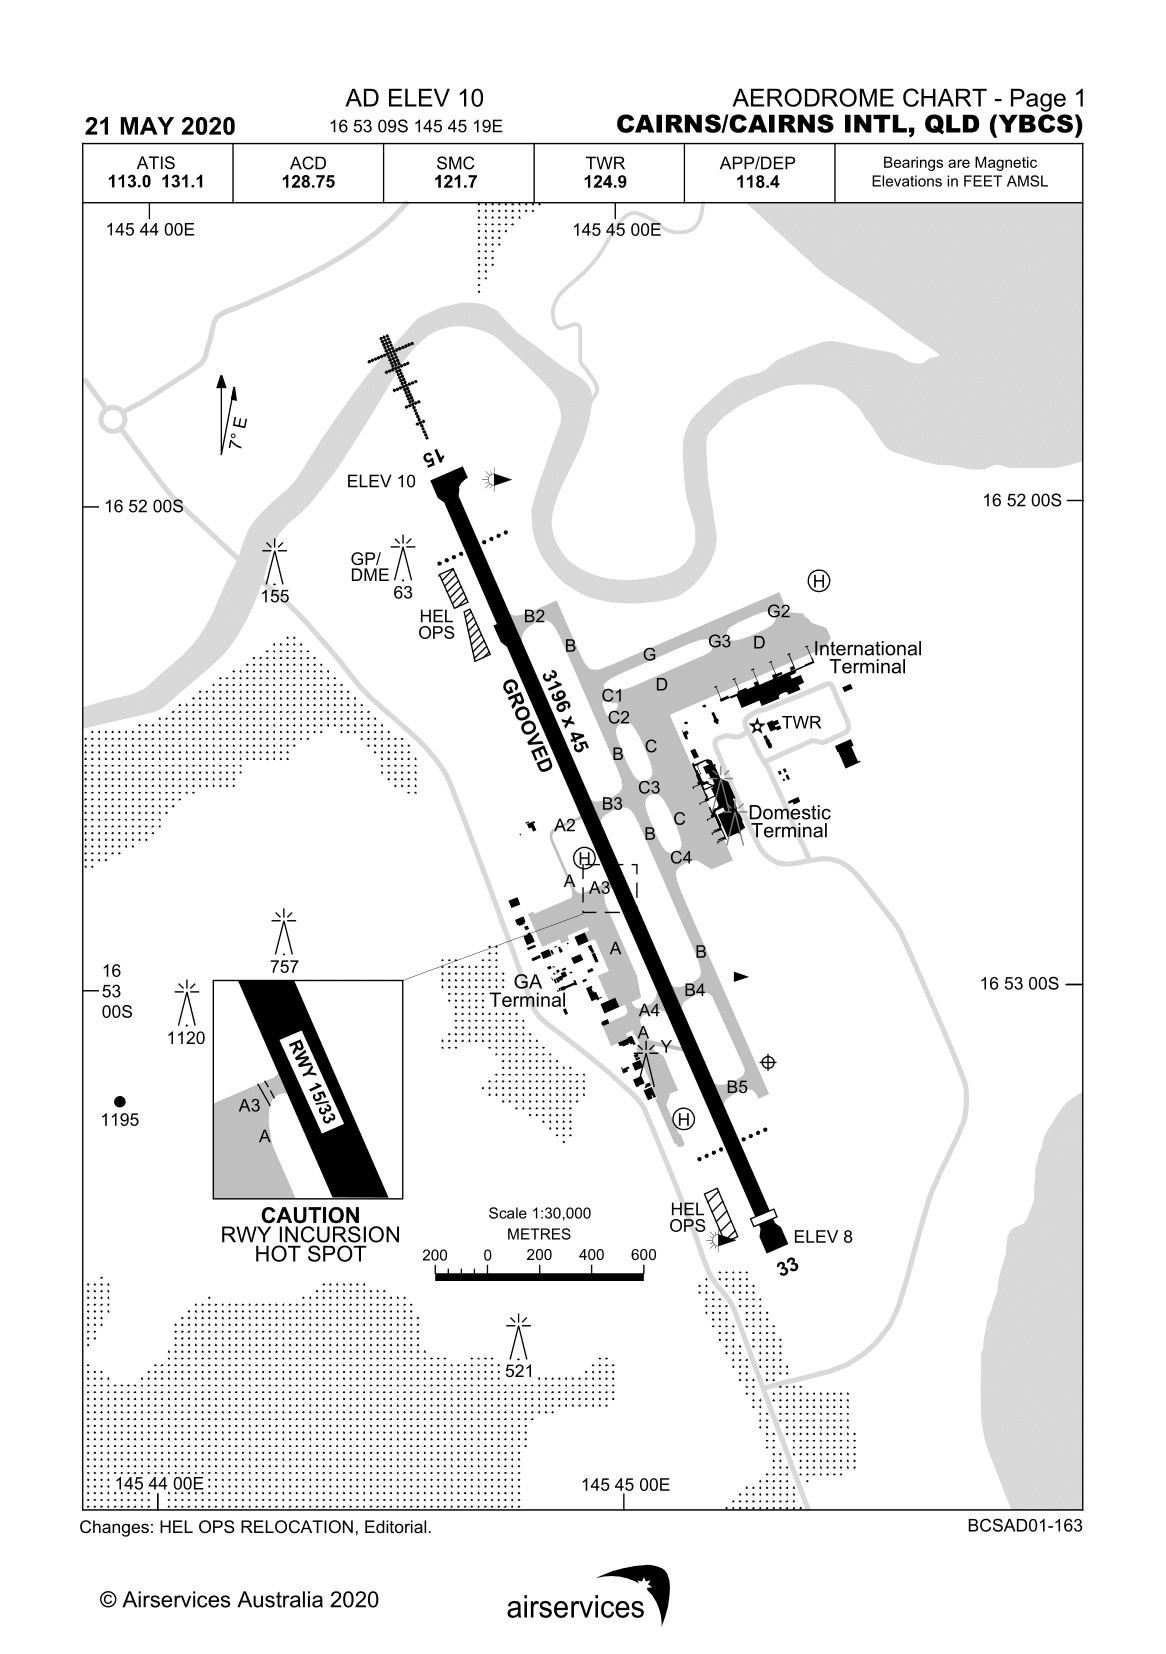 AD ELEV 10
AERODROME CHART - Page 1
21 MAY 2020
16 53 09S 145 45 19E
CAIRNS/CAIRNS INTL, QLD (YBCS)
ATIS
113.0 131.1
ACD
128.75
SMC
121.7
TWR
124.9
APP/DEP
118.4
Bearings are Magnetic
Elevations in FEET AMSL
145 44 00E
145 45 00E
7° E
15
ELEV 10
16 52 00S
16 52 00S
GP/
DME
155
63
HEL
OPS
H
B2
B
G2
G3
D
G
International
Terminal
D
C1
C2
TWR
3196 x 45
GROOVED
B
C
C3
B3
A2
B
C
Domestic
Terminal
C4
H
A
A3
A
B
757
16
53
00S
GA
Terminal
16 53 00S
B4
A4
A
Y
1120
B5
1195
H
RWY 15/33
A3
A
CAUTION
RWY INCURSION
HOT SPOT
HEL
OPS
ELEV 8
33
Scale 1:30,000
METRES
200 0 200 400 600
521
145 44 00E
145 45 00E
Changes: HEL OPS RELOCATION, Editorial.
BCSAD01-163
© Airservices Australia 2020
airservices